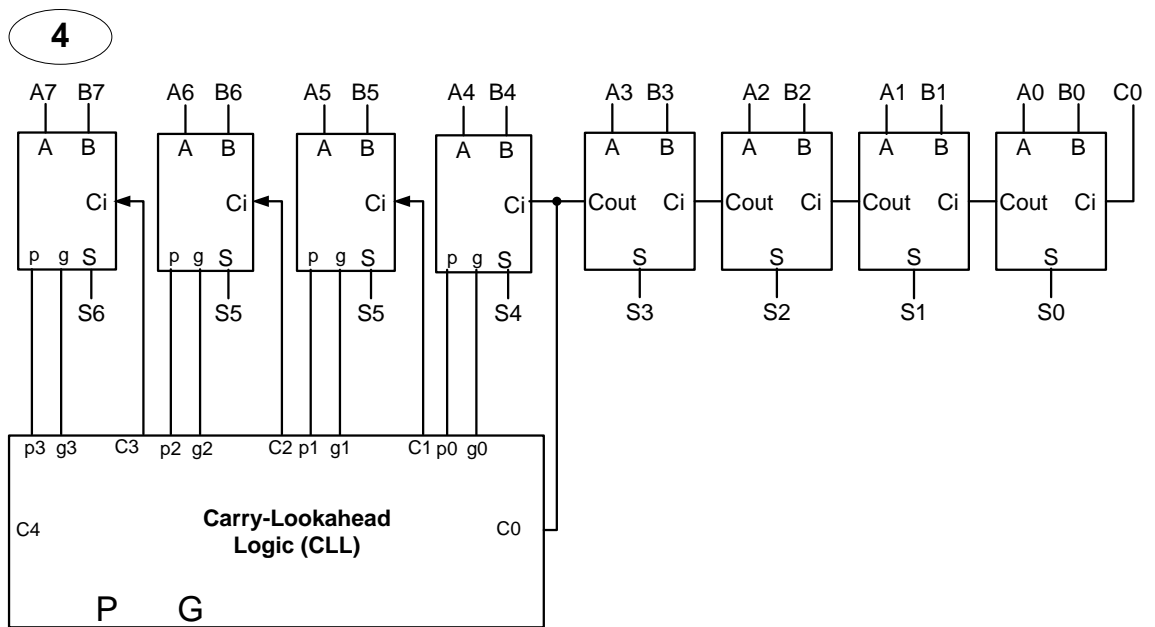 4
A7 B7 A6 B6 A5 B5 A4 B4 A3 B3 A2 B2 A1 B1 A0 B0 C0
A B A B A B A B A B A B A B A B
Ci Ci Ci Ci Cout Ci Cout Ci Cout Ci Cout Ci
p g S p g S p g S p g S S S S S
S6 S5 S5 S4 S3 S2 S1 S0
p3 g3 C3 p2 g2 C2 p1 g1 C1 p0 g0
C4 Carry-Lookahead C0
Logic (CLL)
P G